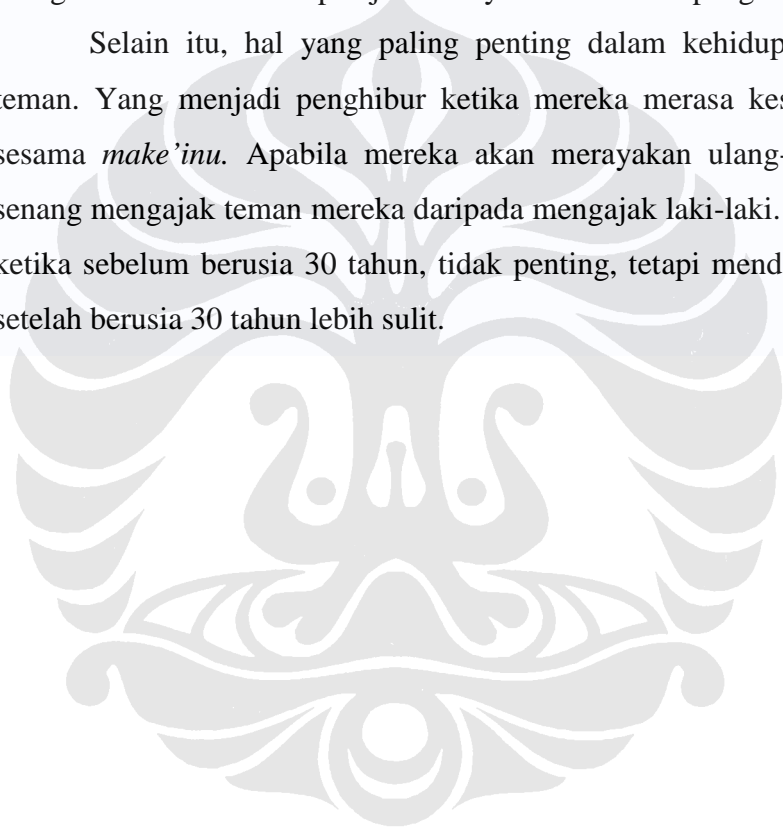 Selain itu, hal yang paling penting dalam
teman. Yang menjadi penghibur ketika mereka merasa
sesama make’inu. Apabila mereka akan merayakan ulang-
senang mengajak teman mereka daripada mengajak laki-laki.
ketika sebelum berusia 30 tahun, tidak penting, tetapi
setelah berusia 30 tahun lebih sulit.